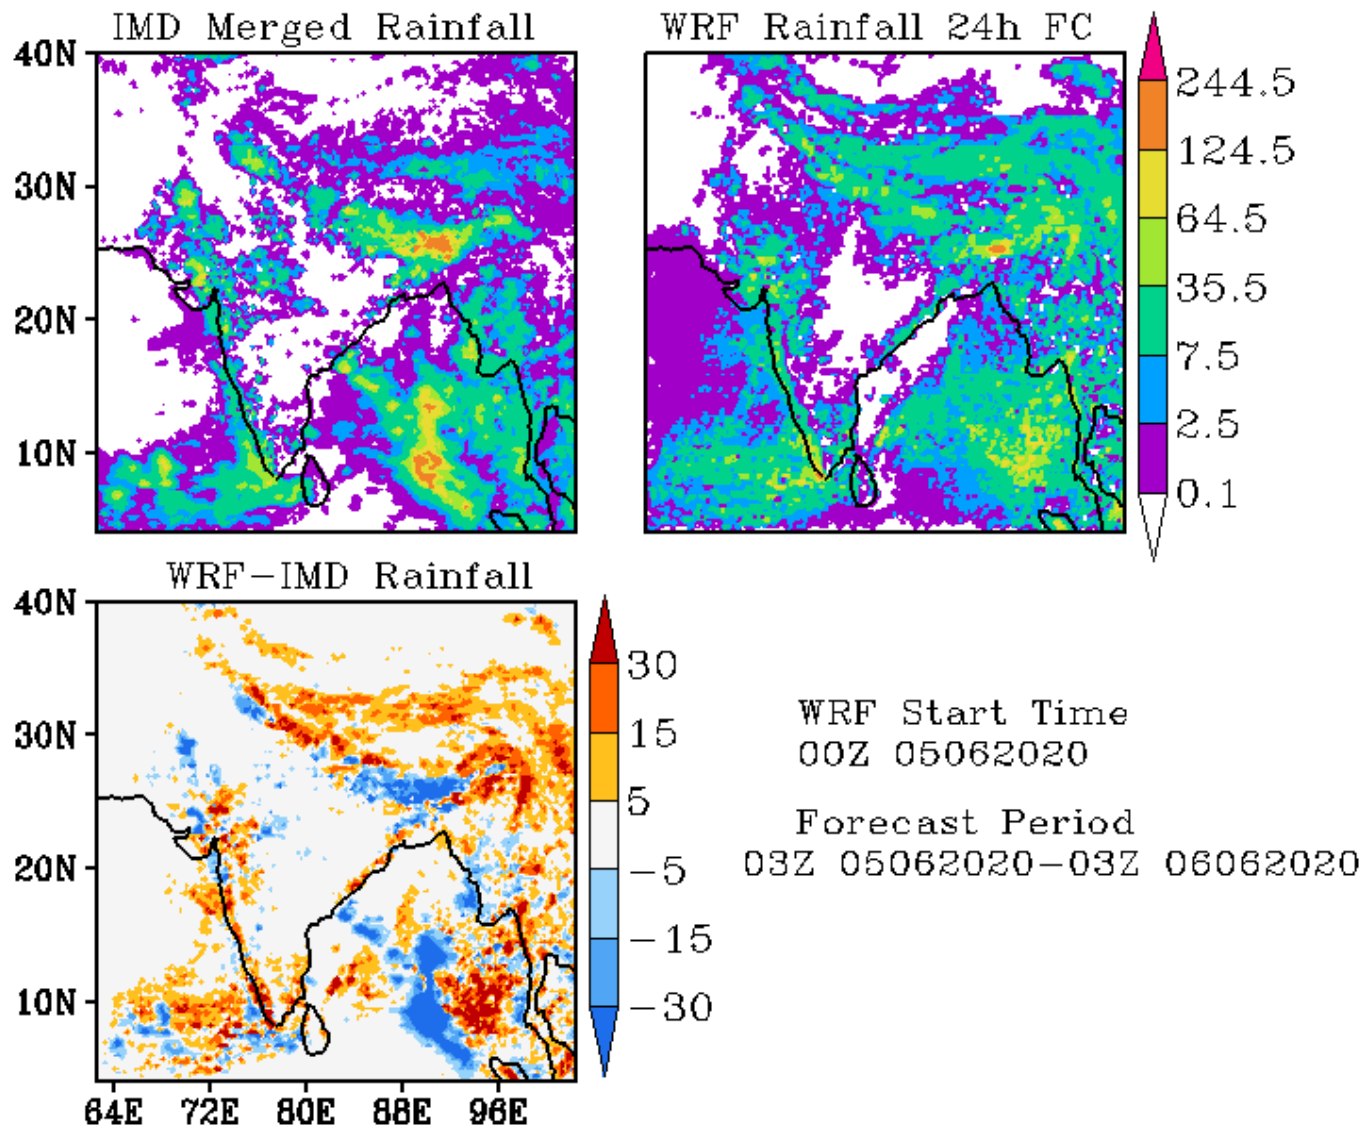 IMD Merged Rainfall
WRF Rainfall 24h FC
40N
30N
20N
10N
244.5
124.5
64.5
35.5
7.5
2.5
0.1
WRF-IMD Rainfall
40N
30N
20N
10N
64E 72E 80E 88E 96E
30
15
5
-5
-15
-30
WRF Start Time
00Z 05062020
Forecast Period
03Z 05062020-03Z 06062020